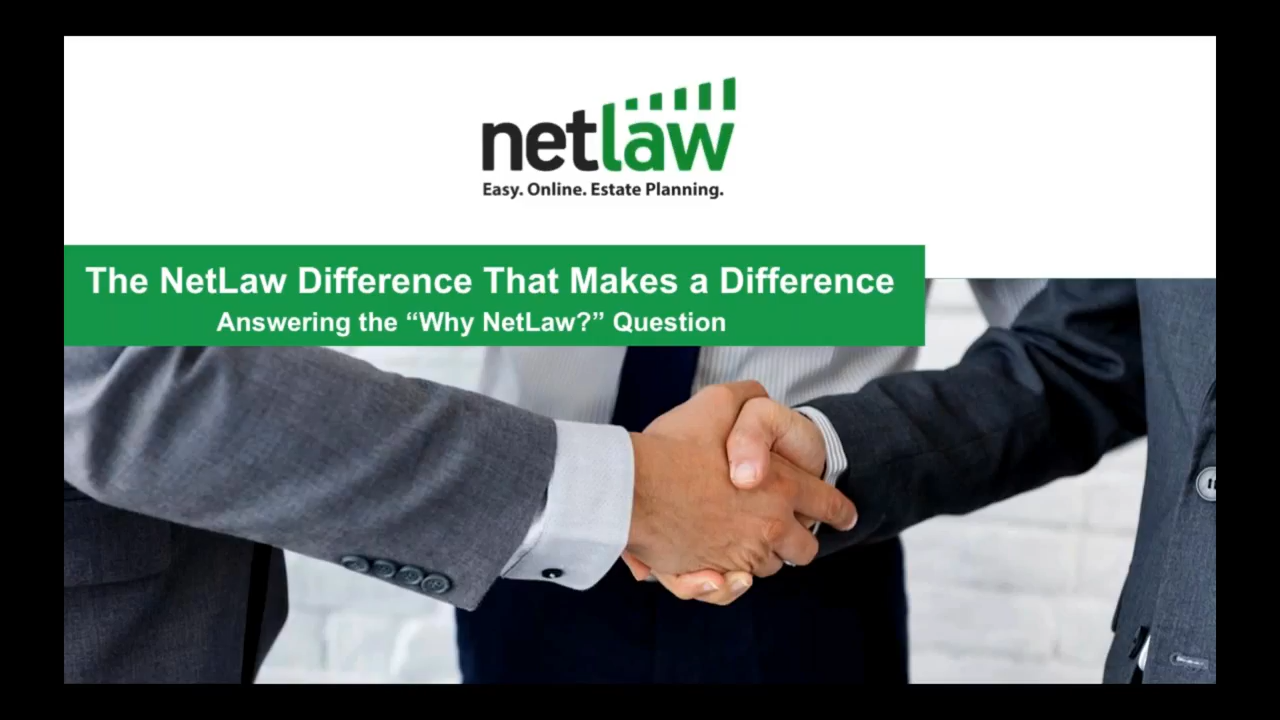 netlaw
Easy. Online. Estate Planning.
The NetLaw Difference That Makes a Difference
Answering the “Why NetLaw?” Question